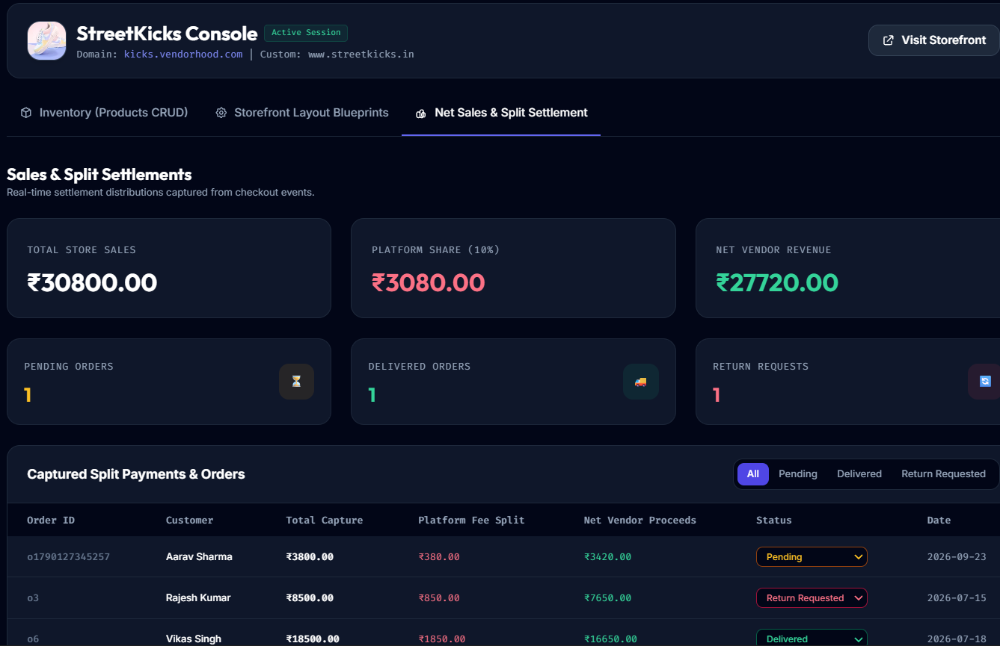 StreetKicks Console Active Session
Domain: kicks.vendorhood.com | Custom: www.streetkicks.in
Visit Storefront
Inventory (Products CRUD) Storefront Layout Blueprints Net Sales & Split Settlement
Sales & Split Settlements
Real-time settlement distributions captured from checkout events.
TOTAL STORE SALES PLATFORM SHARE (10%) NET VENDOR REVENUE
₹30800.00 ₹3080.00 ₹27720.00
PENDING ORDERS DELIVERED ORDERS RETURN REQUESTS
1 1 1
Captured Split Payments & Orders All Pending Delivered Return Requested
Order ID Customer Total Capture Platform Fee Split Net Vendor Proceeds Status Date
o1790127345257 Aarav Sharma ₹3800.00 ₹380.00 ₹3420.00 Pending 2026-09-23
o3 Rajesh Kumar ₹8500.00 ₹850.00 ₹7650.00 Return Requested 2026-07-15
o6 Vikas Singh ₹18500.00 ₹1850.00 ₹16650.00 Delivered 2026-07-18